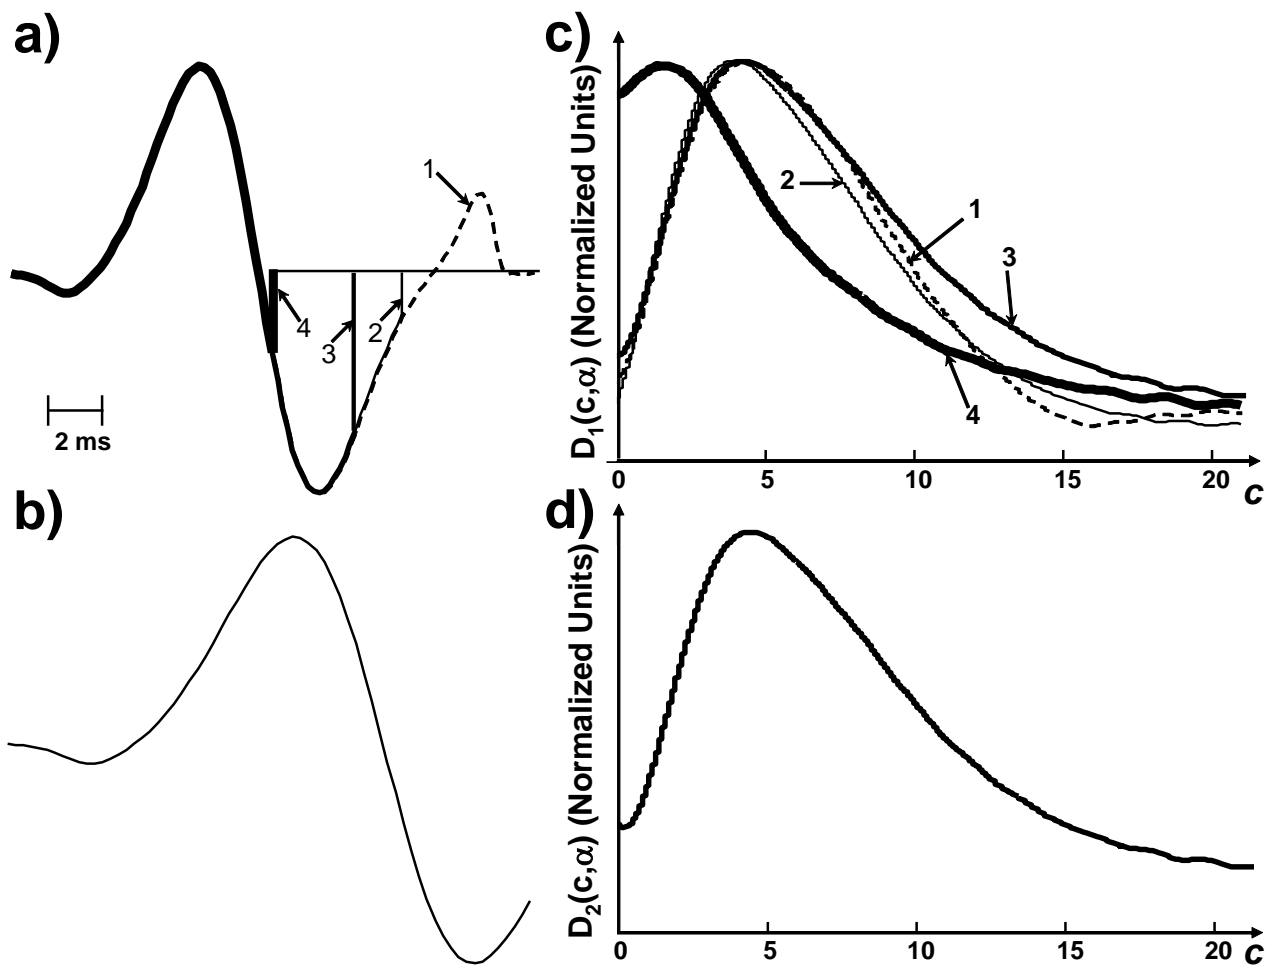 a)
1
4
3
2
2 ms
b)
c)
D1(c,α) (Normalized Units)
2
1
3
4
0 5 10 15 20
c
d)
D2(c,α) (Normalized Units)
0 5 10 15 20
c